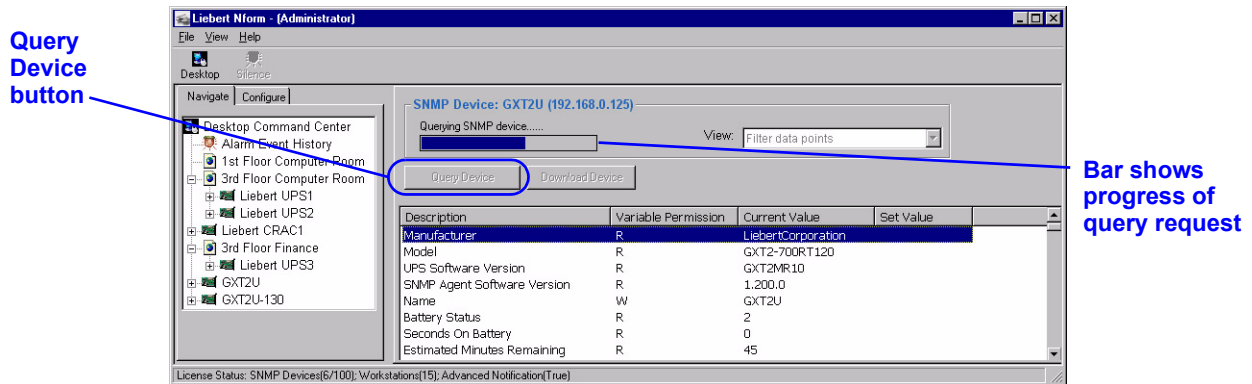 Liebert Nform - (Administrator)
File View Help
Desktop Silence
Query
Device
button
Navigate Configure
Desktop Command Center
Alarm Event History
1st Floor Computer Room
3rd Floor Computer Room
Liebert UPS1
Liebert UPS2
Liebert CRAC1
3rd Floor Finance
Liebert UPS3
GXT2U
GXT2U-130
SNMP Device: GXT2U (192.168.0.125)
Querying SNMP device......
View: Filter data points
Query Device Download Device
Bar shows
progress of
query request
Description Variable Permission Current Value Set Value
Manufacturer R LiebertCorporation
Model R GXT2-700RT120
UPS Software Version R GXT2MR10
SNMP Agent Software Version R 1.200.0
Name W GXT2U
Battery Status R 2
Seconds On Battery R 0
Estimated Minutes Remaining R 45
License Status: SNMP Devices(6/100); Workstations(15); Advanced Notification(True)